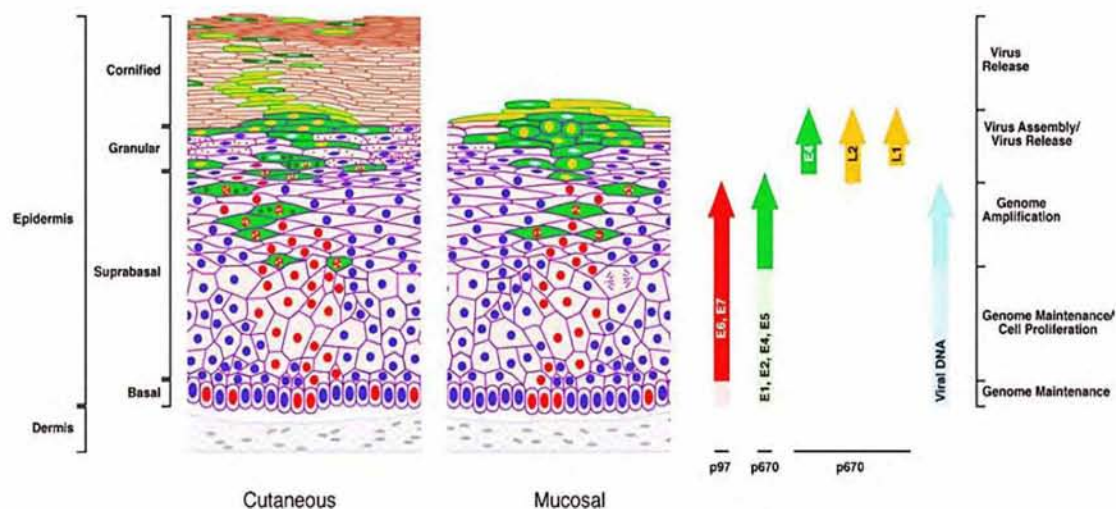 Epidermis
Dermis
Cornified
Granular
Suprabasal
Basal
Cutaneous
Mucosal
E6, E7
E1, E2, E4, E5
E4
L2
L1
Viral DNA
p97
p670
p670
Virus
Release
Virus Assembly/
Virus Release
Genome
Amplification
Genome Maintenance/
Cell Proliferation
Genome Maintenance